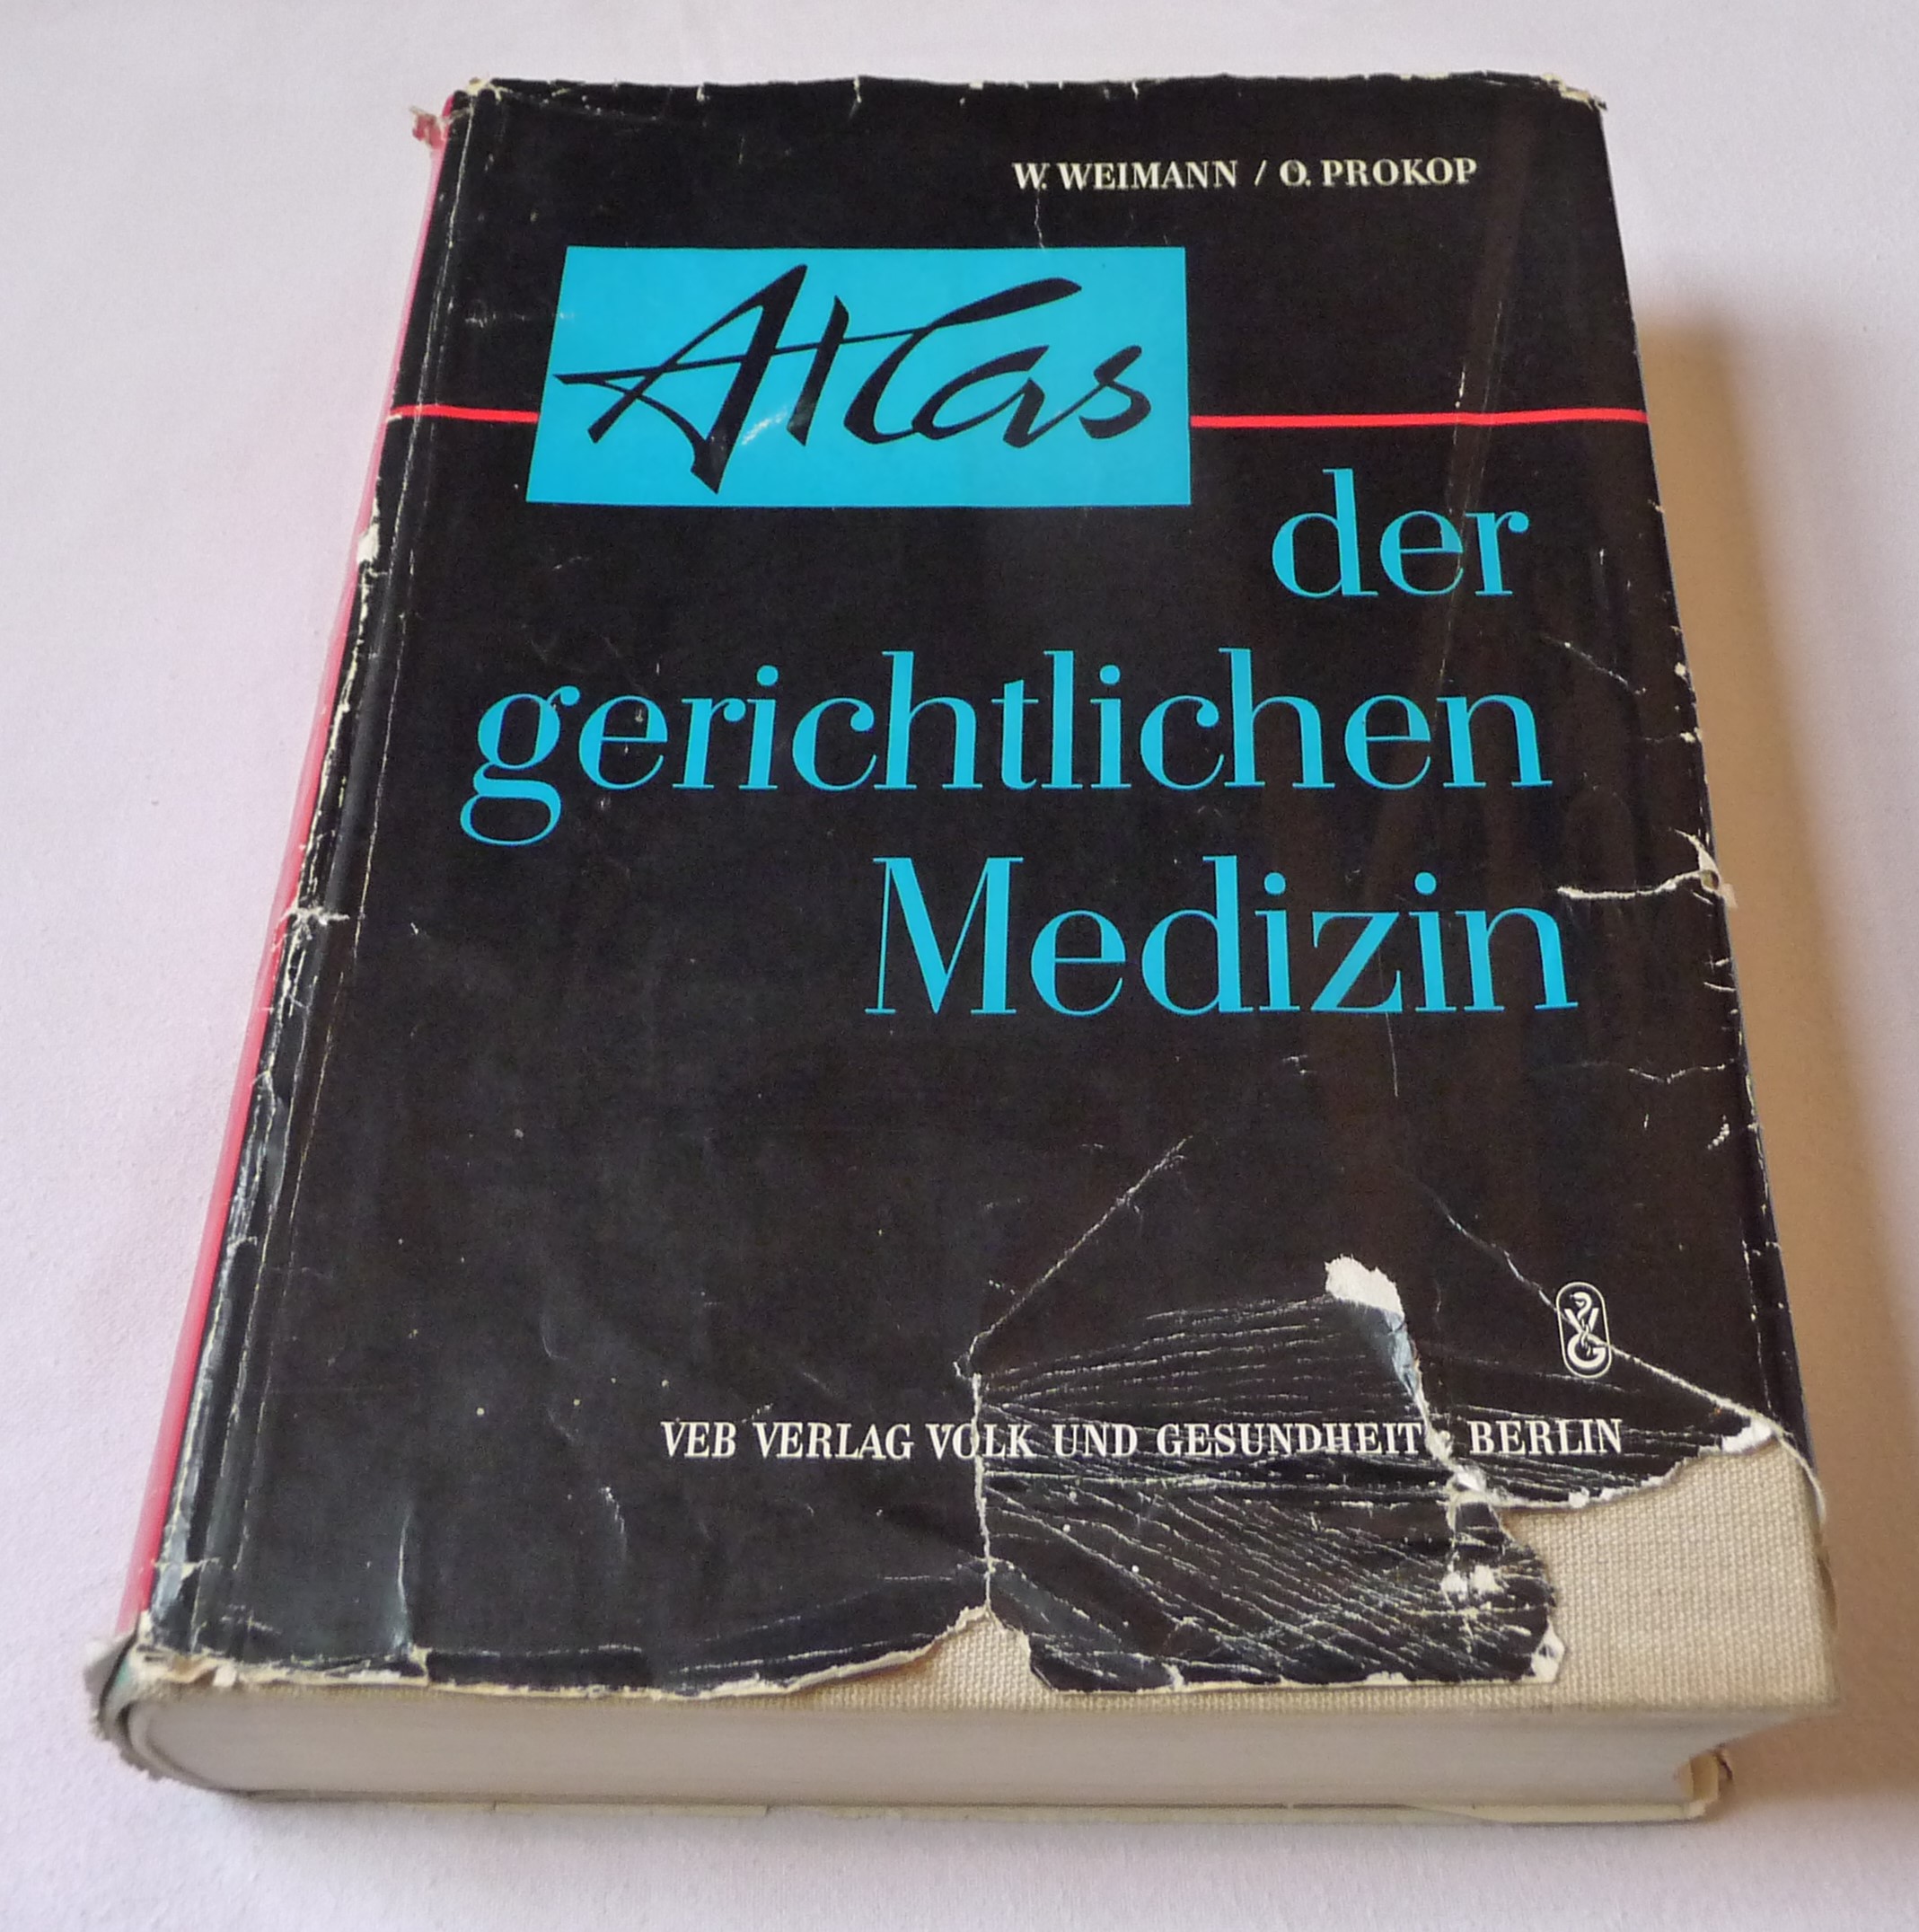 W. WEIMANN / O. PROKOP
Atlas
der
gerichtlichen
Medizin
VEB VERLAG VOLK UND GESUNDHEIT · BERLIN